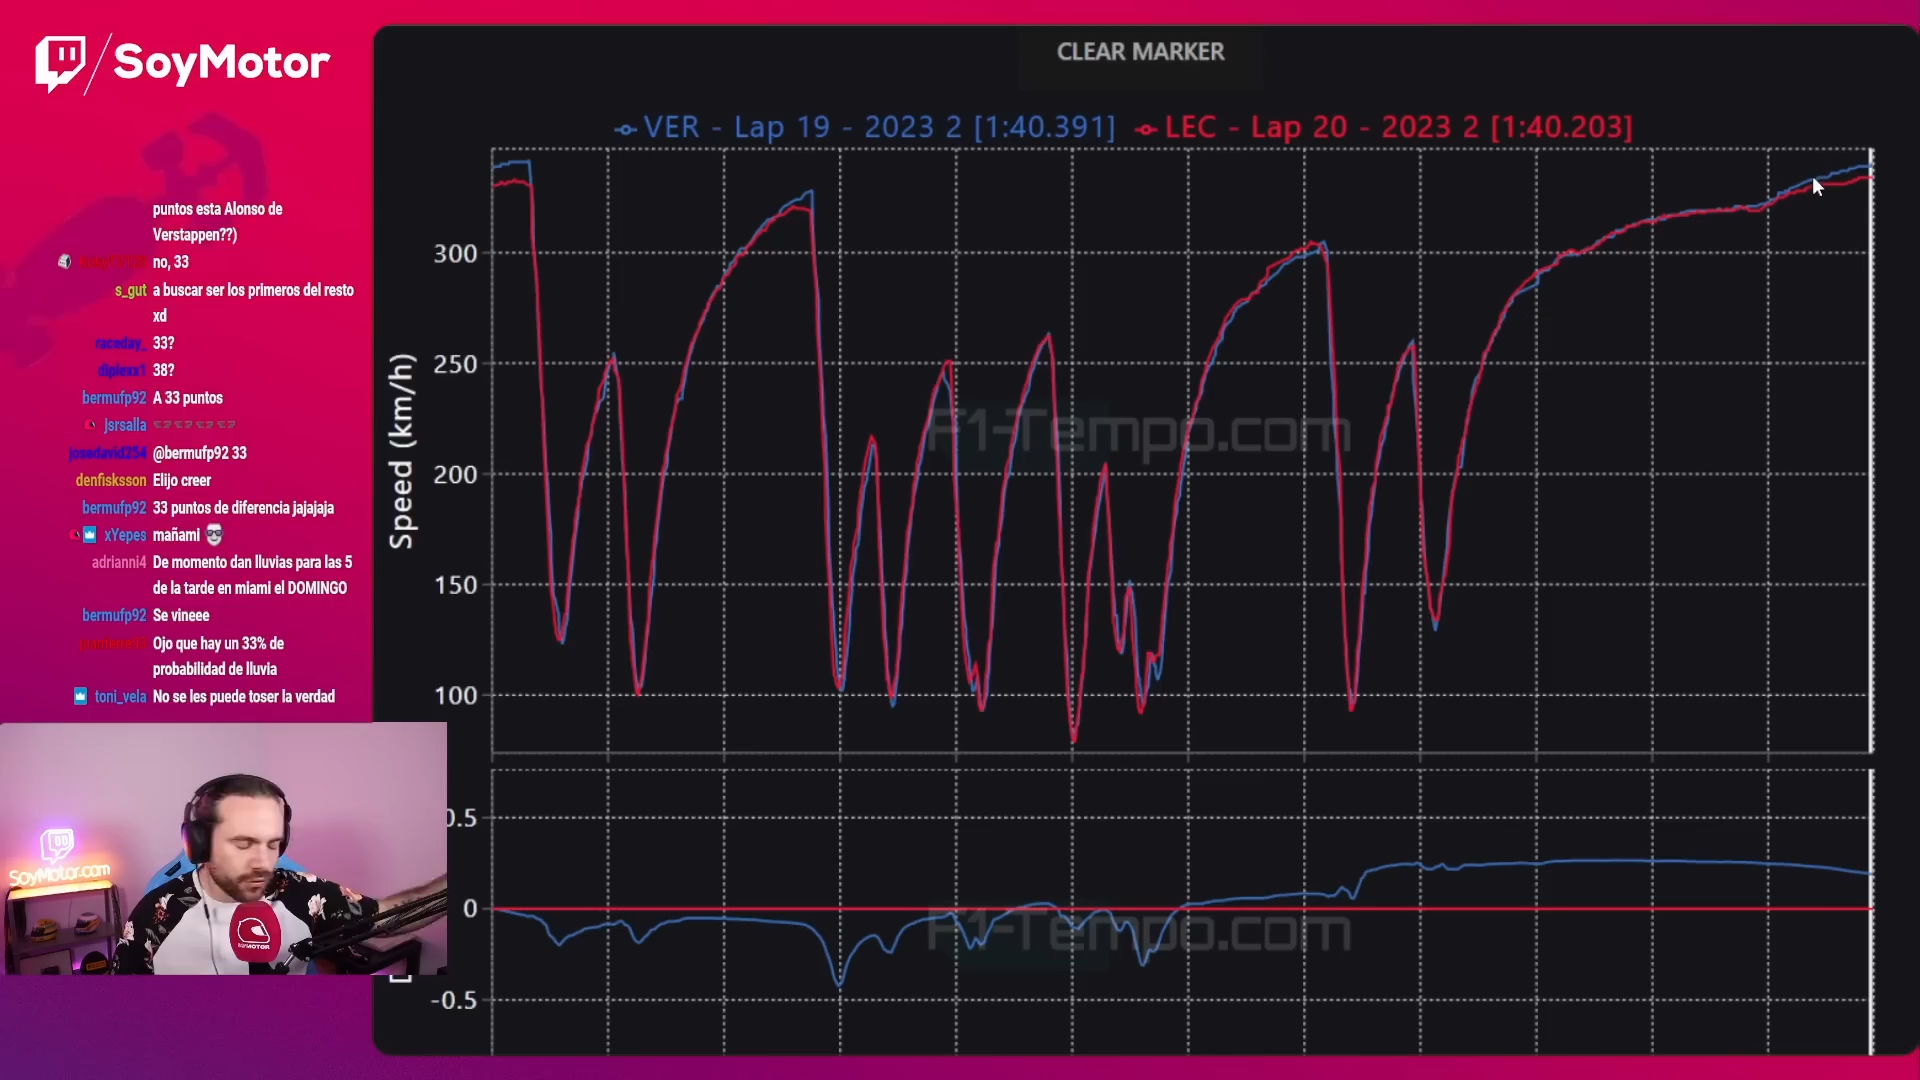 SoyMotor
puntos esta Alonso de
Verstappen??)
no, 33
s_gut a buscar ser los primeros del resto
xd
raceday_ 33?
diplexx1 38?
bermufp92 A 33 puntos
jsrsalla
josedavid254 @bermufp92 33
denfisksson Elijo creer
bermufp92 33 puntos de diferencia jajajaja
xYepes mañami
adrianni4 De momento dan lluvias para las 5
de la tarde en miami el DOMINGO
bermufp92 Se vineee
Ojo que hay un 33% de
probabilidad de lluvia
toni_vela No se les puede toser la verdad
SoyMotor.com
SOYMOTOR
CLEAR MARKER
VER - Lap 19 - 2023 2 [1:40.391] LEC - Lap 20 - 2023 2 [1:40.203]
Speed (km/h)
300
250
200
150
100
F1-Tempo.com
0.5
0
-0.5
F1-Tempo.com